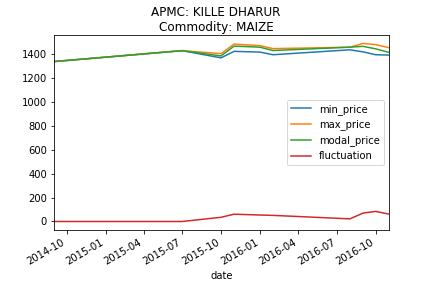 APMC: KILLE DHARUR
Commodity: MAIZE
1400
1200
1000
800
600
400
200
0
min_price
max_price
modal_price
fluctuation
2014-10
2015-01
2015-04
2015-07
2015-10
2016-01
2016-04
2016-07
2016-10
date